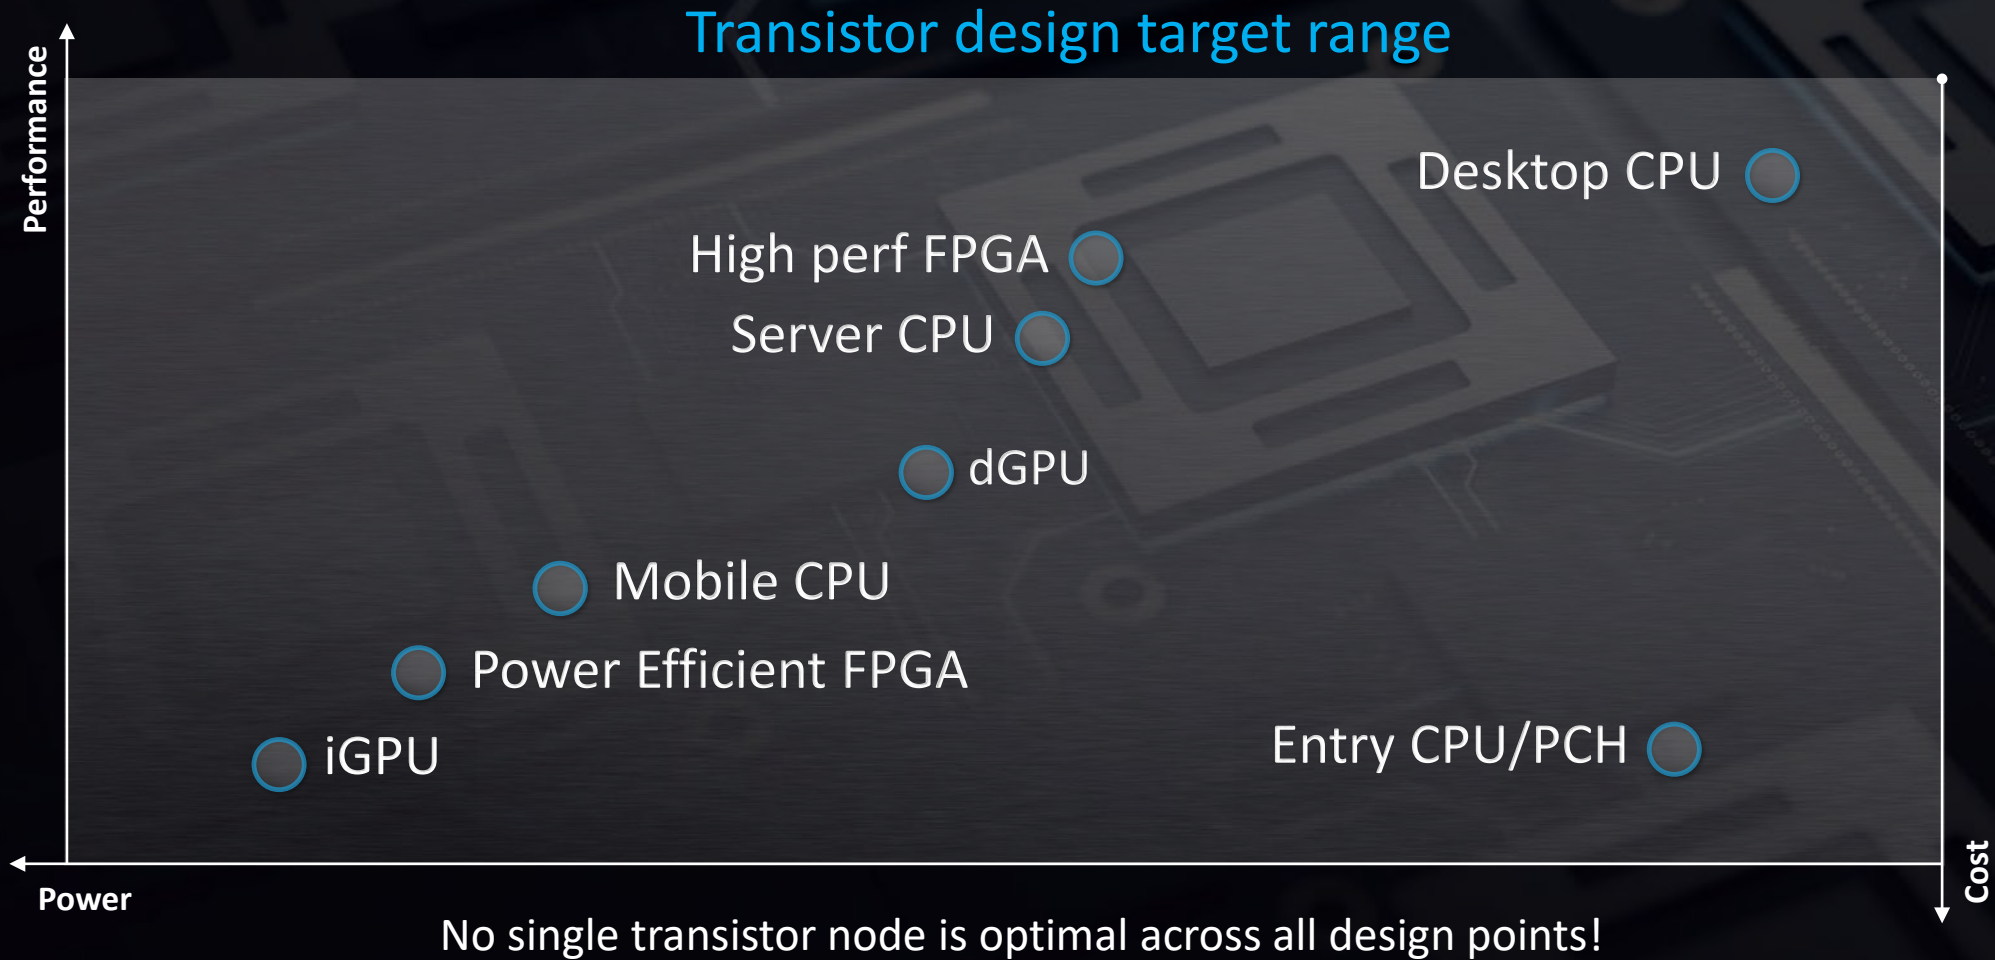 Transistor design target range
Performance
Desktop CPU
High perf FPGA
Server CPU
dGPU
Mobile CPU
Power Efficient FPGA
iGPU
Entry CPU/PCH
Cost
Power
No single transistor node is optimal across all design points!